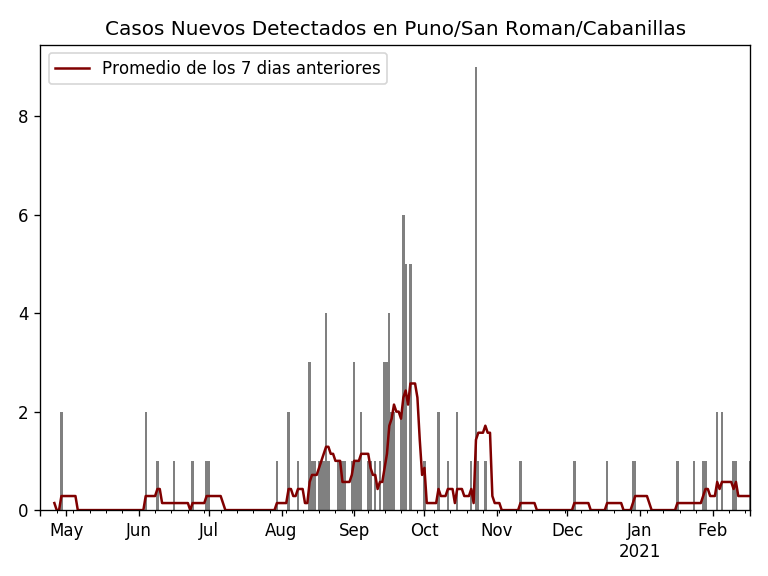 Casos Nuevos Detectados en Puno/San Roman/Cabanillas
Promedio de los 7 dias anteriores
8
6
4
2
0
May Jun Jul Aug Sep Oct Nov Dec Jan Feb
2021